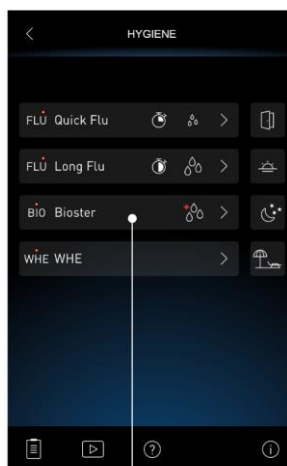 HYGIENE
FLU Quick Flu
FLU Long Flu
BIO Bioster
WHE WHE
?
i